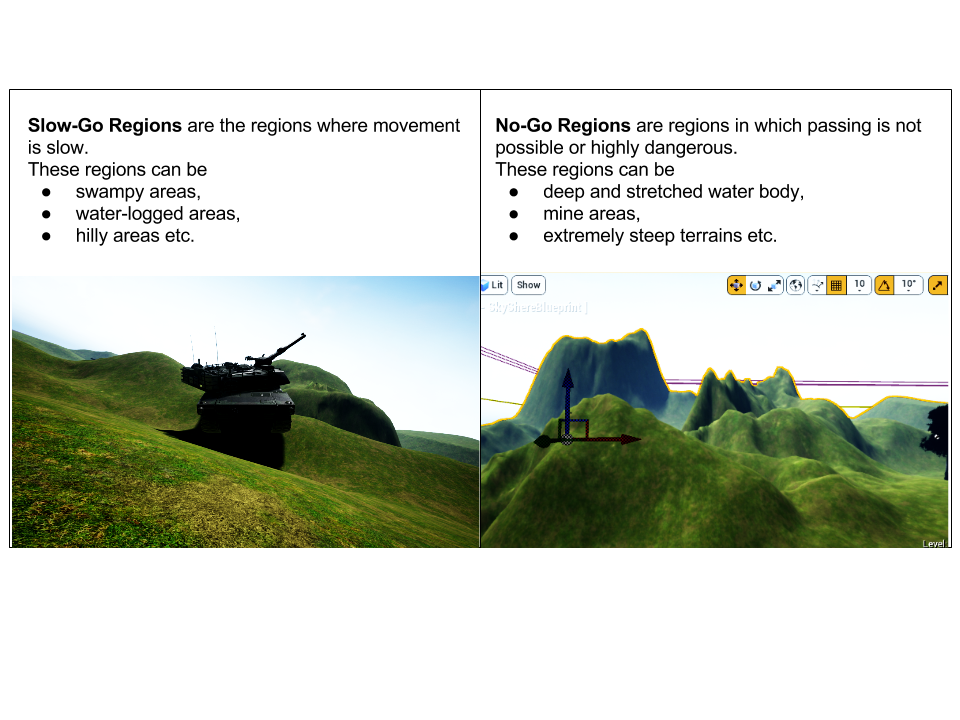 Slow-Go Regions are the regions where movement
is slow.
These regions can be
● swampy areas,
● water-logged areas,
● hilly areas etc.
No-Go Regions are regions in which passing is not
possible or highly dangerous.
These regions can be
● deep and stretched water body,
● mine areas,
● extremely steep terrains etc.
Lit Show 10 10°
SkyShereBlueprint ]
Level